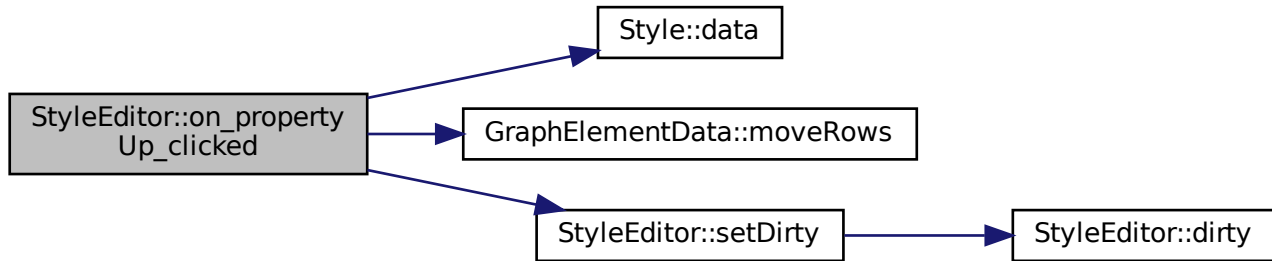 Style::data
StyleEditor::on_property
Up_clicked
GraphElementData::moveRows
StyleEditor::setDirty
StyleEditor::dirty